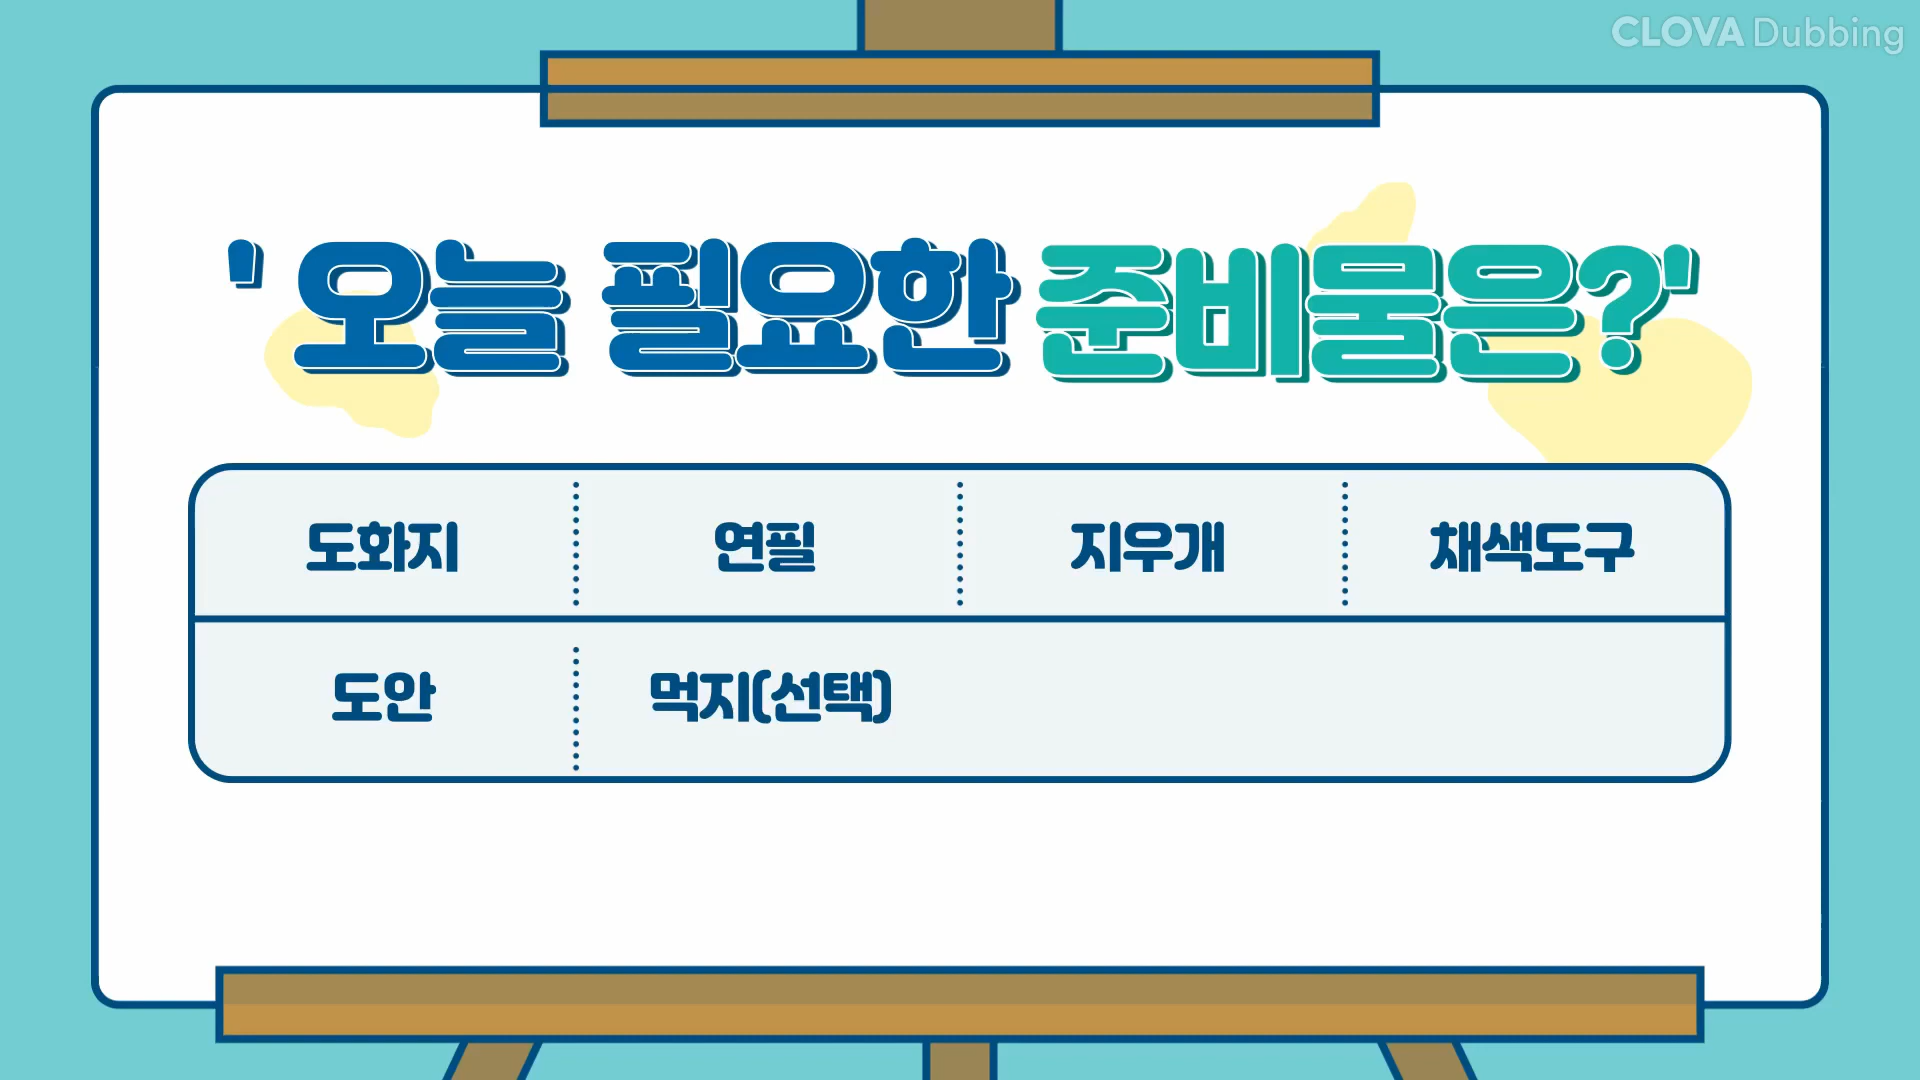 CLOVA Dubbing
' 오늘 필요한 준비물은?'
도화지 연필 지우개 채색도구
도안 먹지(선택)